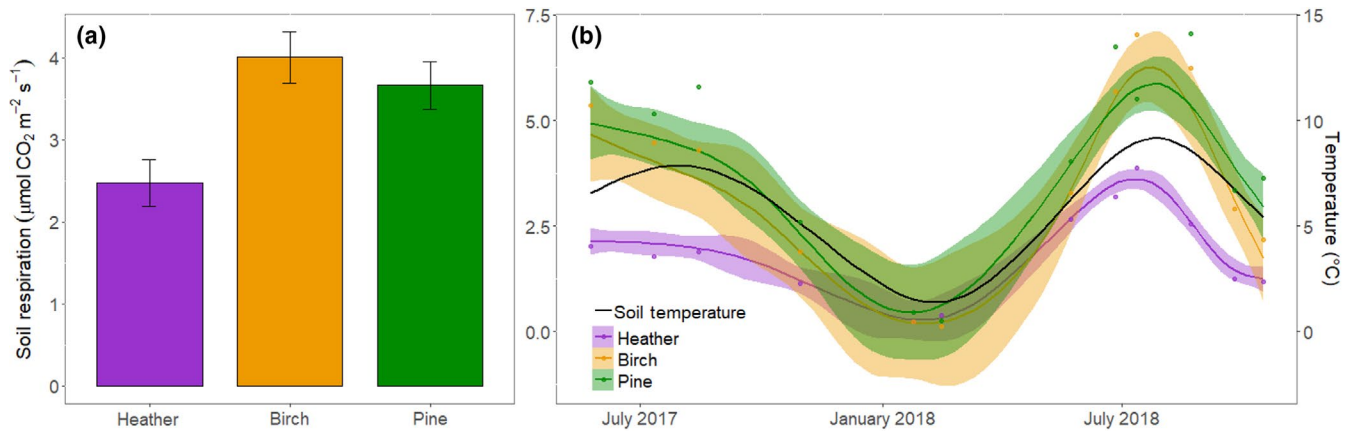 (a)
Soil respiration (μmol CO₂ m⁻² s⁻¹)
4
3
2
1
0
Heather
Birch
Pine
(b)
7.5
5.0
2.5
0.0
15
10
5
0
Temperature (°C)
Soil temperature
Heather
Birch
Pine
July 2017
January 2018
July 2018